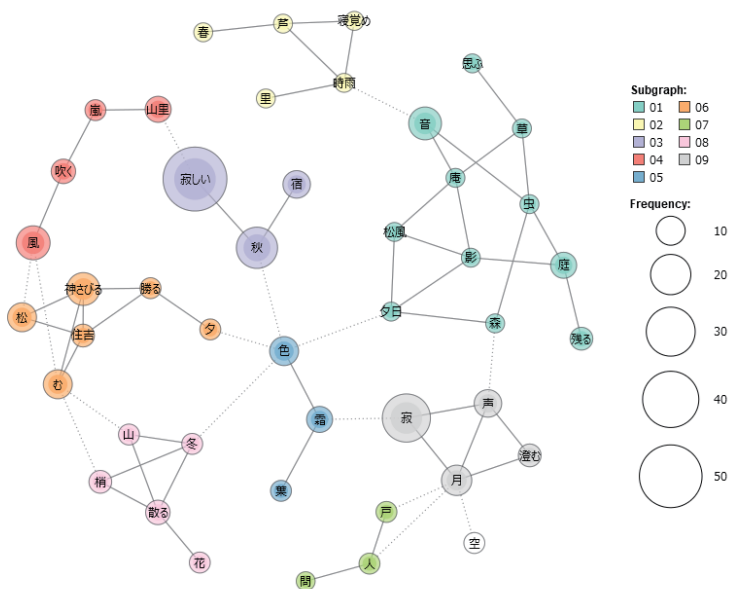 春
芦
寝覚め
里
時雨
思ふ
嵐
山里
音
草
吹く
寂しい
宿
庵
虫
風
秋
松風
影
庭
神さびる
勝る
松
住吉
夕
夕日
森
残る
色
む
寂
声
霜
山
冬
澄む
梢
月
葉
散る
戸
空
花
人
間
Subgraph:
01 06
02 07
03 08
04 09
05
Frequency:
10
20
30
40
50